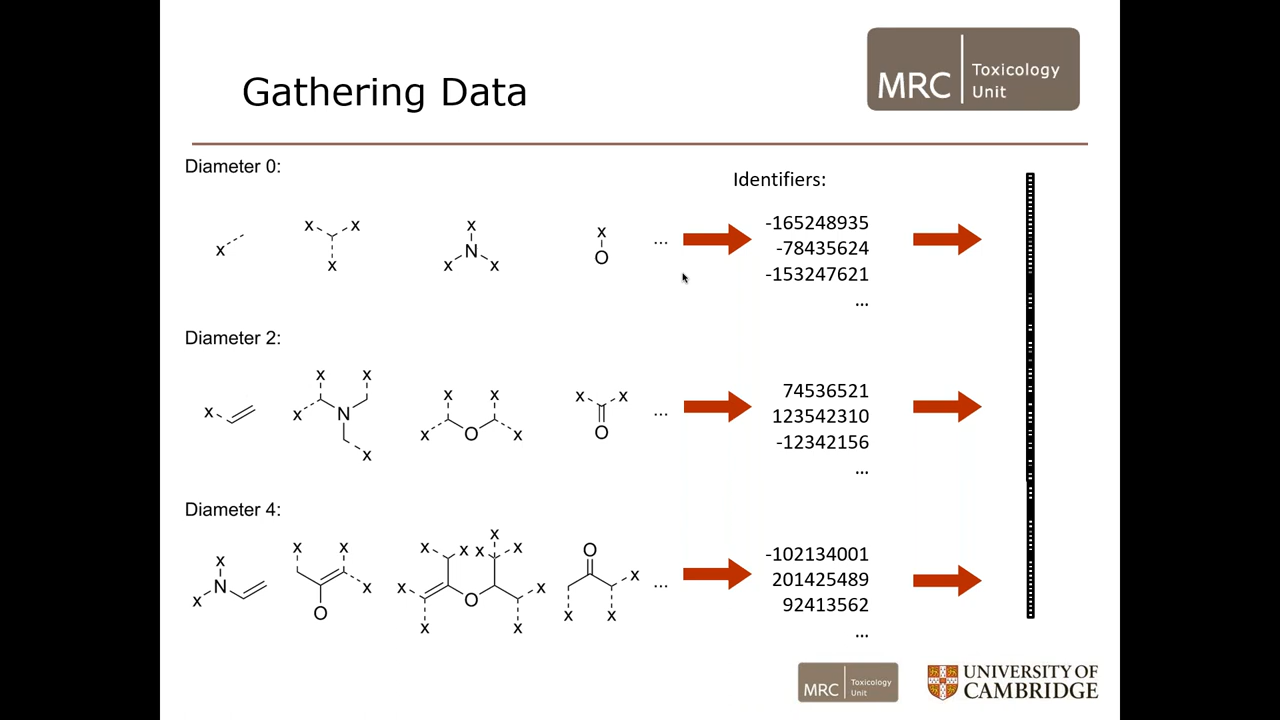 Gathering Data
MRC
Toxicology
Unit
Diameter 0:
Identifiers:
x
x x
x
x
N
x x
x
O
...
-165248935
-78435624
-153247621
...
Diameter 2:
x
x x
x
N
x
x x
x x
O
x x
O
...
74536521
123542310
-12342156
...
Diameter 4:
x
N
x
x x
x
O
x
x x x x
x x
O
x x
O
x
x x
...
-102134001
201425489
92413562
...
MRC
Toxicology
Unit
UNIVERSITY OF
CAMBRIDGE